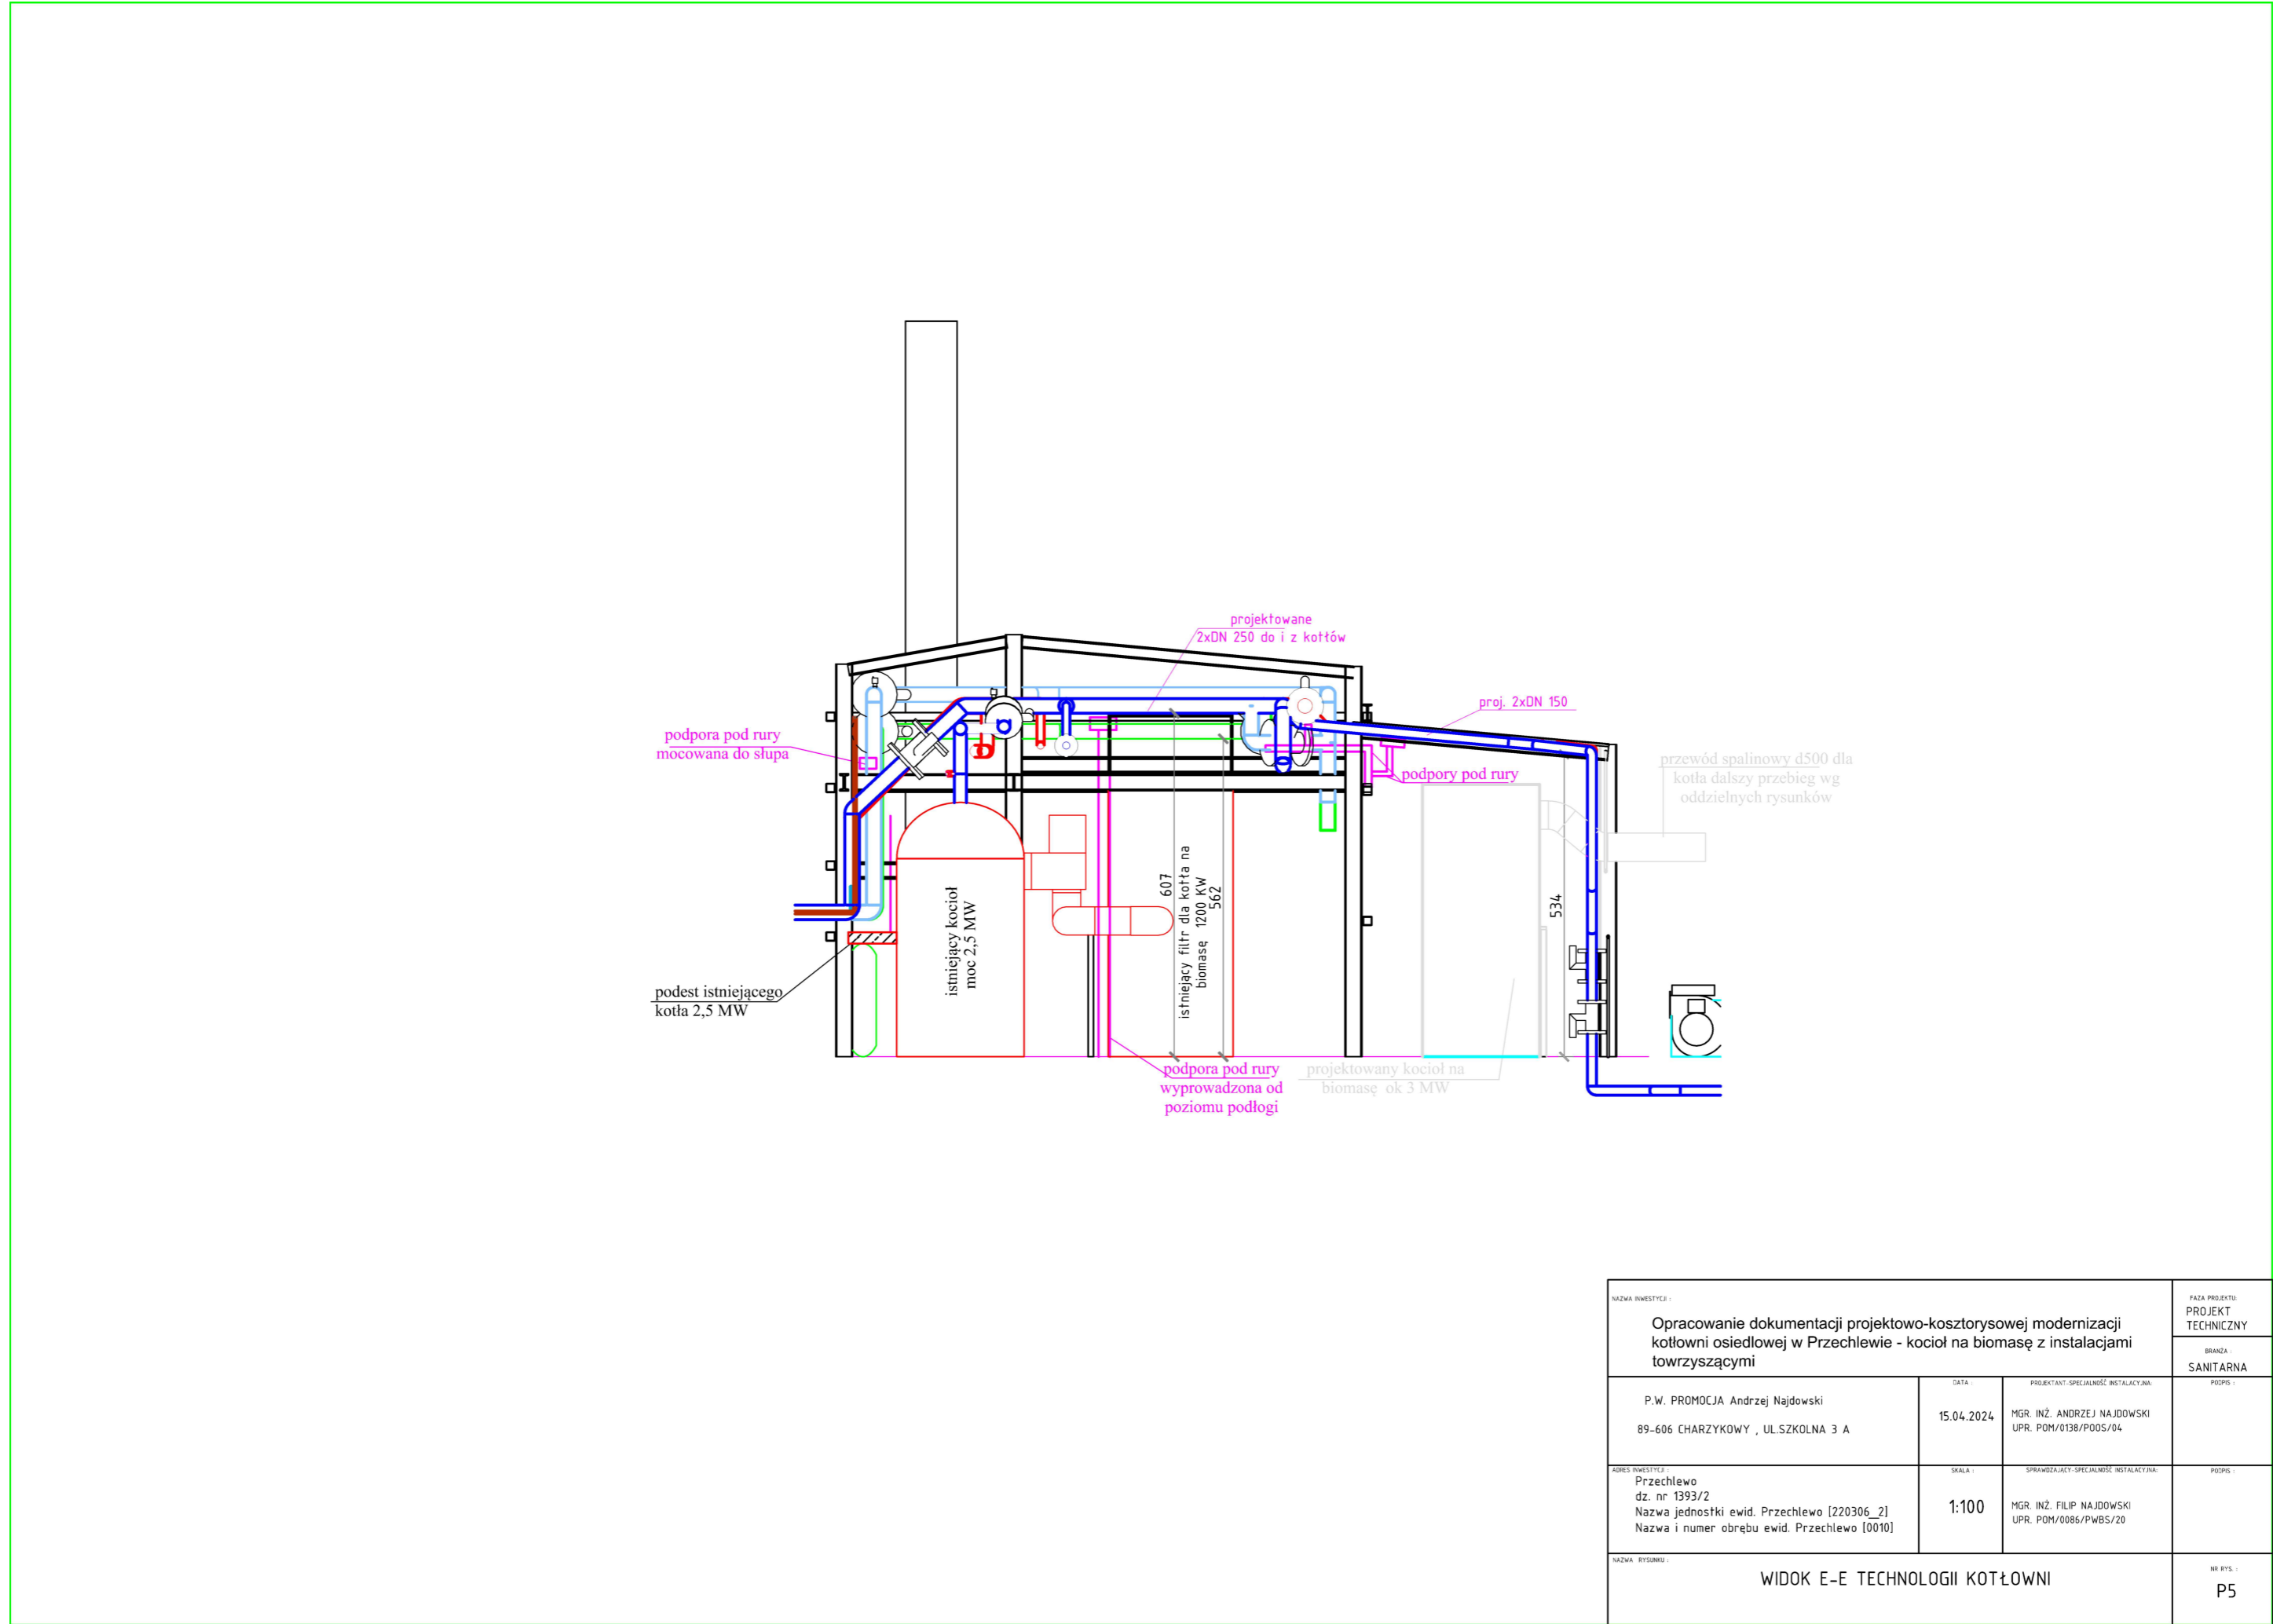 projektowane
2xDN 250 do i z kotłów
proj. 2xDN 150
podpora pod rury
mocowana do słupa
podpory pod rury
przewód spalinowy d500 dla
kotła dalszy przebieg wg
oddzielnych rysunków
istniejący kocioł
moc 2,5 MW
607
istniejący filtr dla kotła na
biomasę 1200 KW
562
534
podest istniejącego
kotła 2,5 MW
podpora pod rury
wyprowadzona od
poziomu podłogi
projektowany kocioł na
biomasę ok 3 MW
NAZWA INWESTYCJI :
Opracowanie dokumentacji projektowo-kosztorysowej modernizacji
kotłowni osiedlowej w Przechlewie - kocioł na biomasę z instalacjami
towrzyszącymi
FAZA PROJEKTU:
PROJEKT
TECHNICZNY
BRANŻA :
SANITARNA
P.W. PROMOCJA Andrzej Najdowski
89-606 CHARZYKOWY , UL.SZKOLNA 3 A
DATA :
15.04.2024
PROJEKTANT-SPECJALNOŚĆ INSTALACYJNA:
MGR. INŻ. ANDRZEJ NAJDOWSKI
UPR. POM/0138/POOS/04
PODPIS :
ADRES INWESTYCJI :
Przechlewo
dz. nr 1393/2
Nazwa jednostki ewid. Przechlewo [220306_2]
Nazwa i numer obrębu ewid. Przechlewo [0010]
SKALA :
1:100
SPRAWDZAJĄCY-SPECJALNOŚĆ INSTALACYJNA:
MGR. INŻ. FILIP NAJDOWSKI
UPR. POM/0086/PWBS/20
PODPIS :
NAZWA RYSUNKU :
WIDOK E-E TECHNOLOGII KOTŁOWNI
NR RYS. :
P5